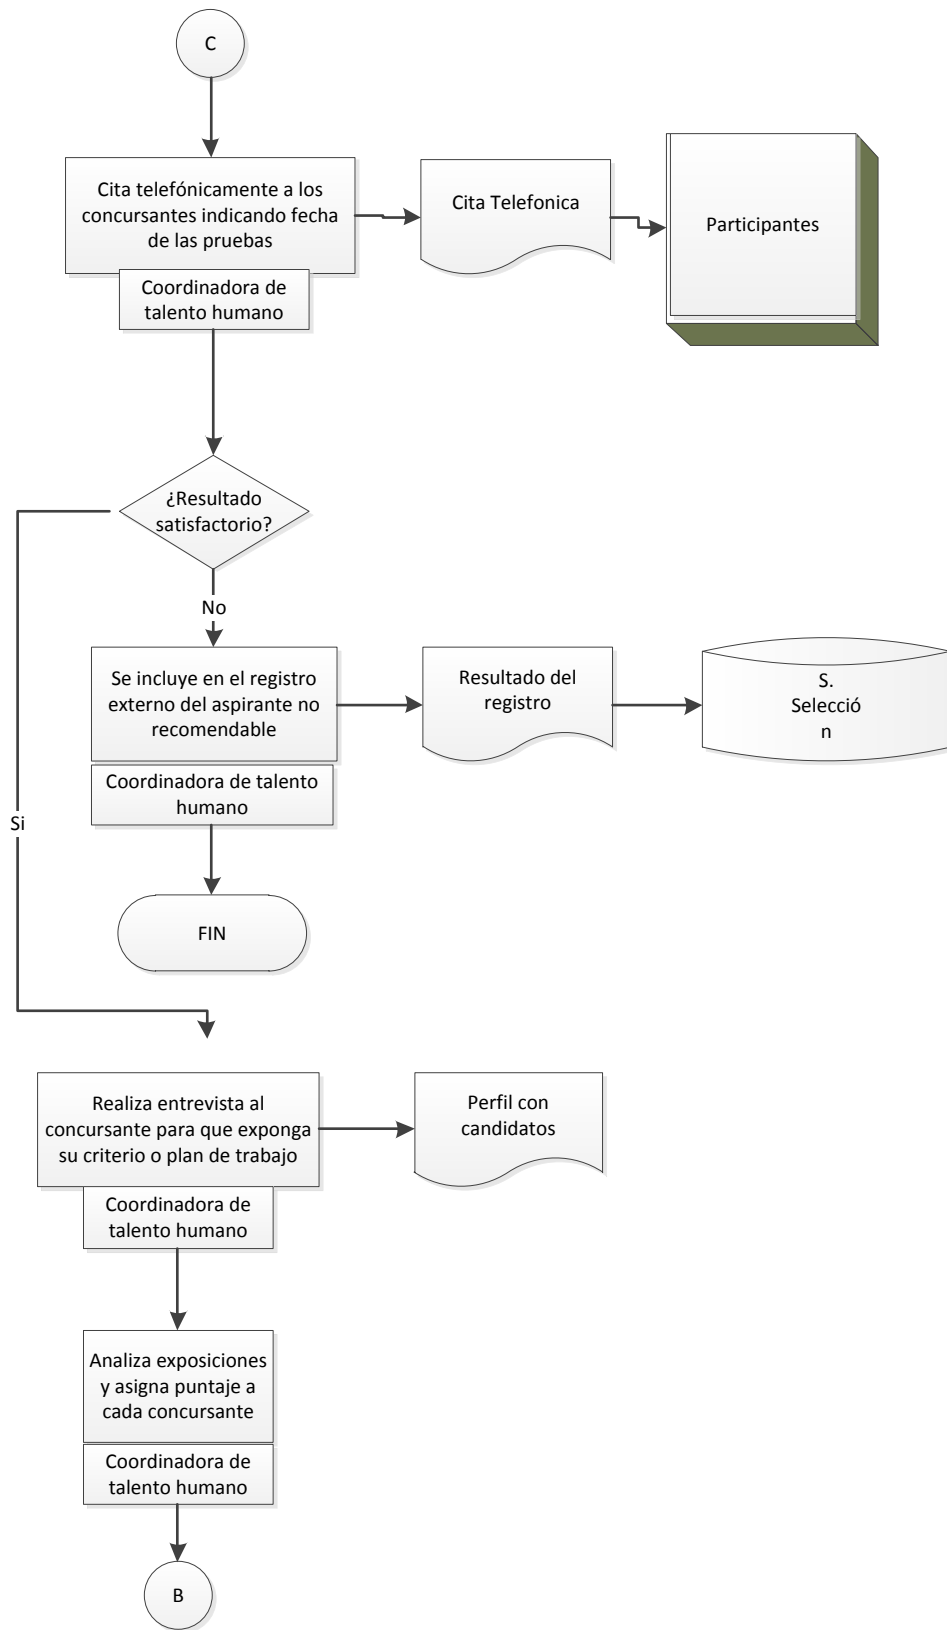 C
Cita telefónicamente a los
concursantes indicando fecha
de las pruebas
Coordinadora de
talento humano
Cita Telefonica
Participantes
¿Resultado
satisfactorio?
No
Se incluye en el registro
externo del aspirante no
recomendable
Coordinadora de talento
humano
Resultado del
registro
S.
Selecció
n
Si
FIN
Realiza entrevista al
concursante para que exponga
su criterio o plan de trabajo
Coordinadora de
talento humano
Perfil con
candidatos
Analiza exposiciones
y asigna puntaje a
cada concursante
Coordinadora de
talento humano
B